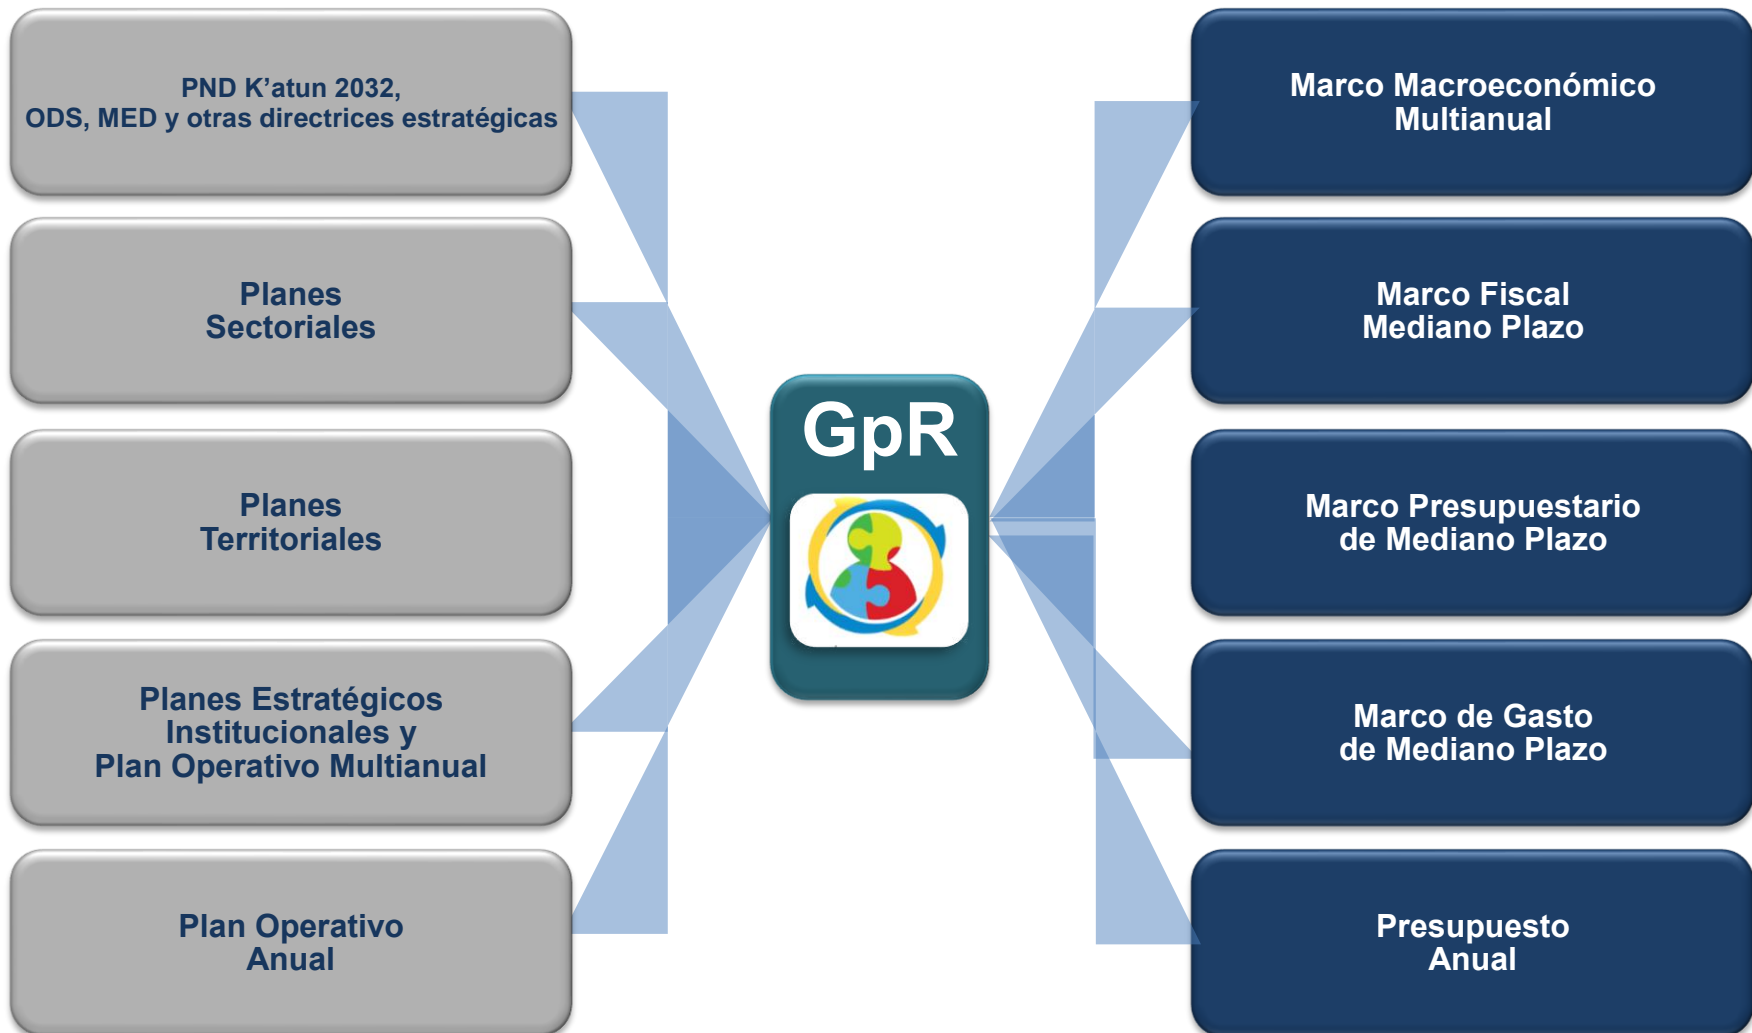 PND K’atun 2032,
ODS, MED y otras directrices estratégicas
Planes
Sectoriales
Planes
Territoriales
Planes Estratégicos
Institucionales y
Plan Operativo Multianual
Plan Operativo
Anual
GpR
Marco Macroeconómico
Multianual
Marco Fiscal
Mediano Plazo
Marco Presupuestario
de Mediano Plazo
Marco de Gasto
de Mediano Plazo
Presupuesto
Anual